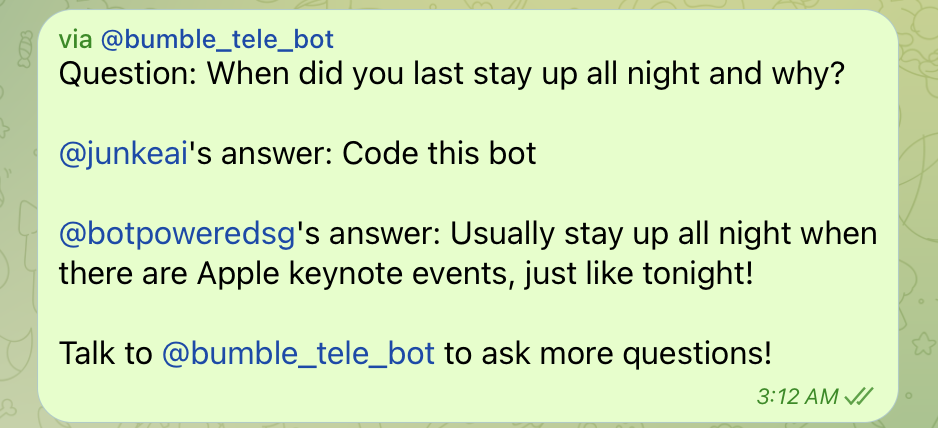 via @bumble_tele_bot
Question: When did you last stay up all night and why?
@junkeai's answer: Code this bot
@botpoweredsg's answer: Usually stay up all night when
there are Apple keynote events, just like tonight!
Talk to @bumble_tele_bot to ask more questions!
3:12 AM